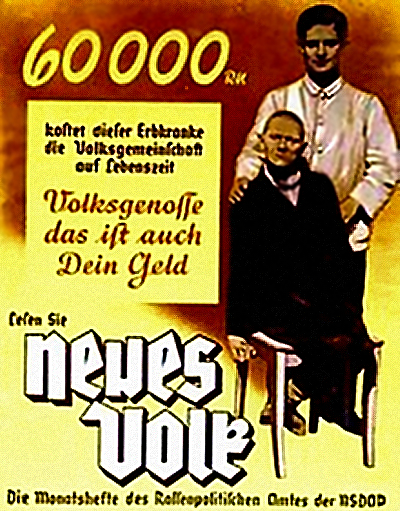 60000 RM
kostet dieser Erbkranke
die Volksgemeinschaft
auf Lebenszeit
Volksgenosse
das ist auch
Dein Geld
Lesen Sie
neues
Volk
Die Monatshefte des Rassenpolitischen Amtes der NSDAP